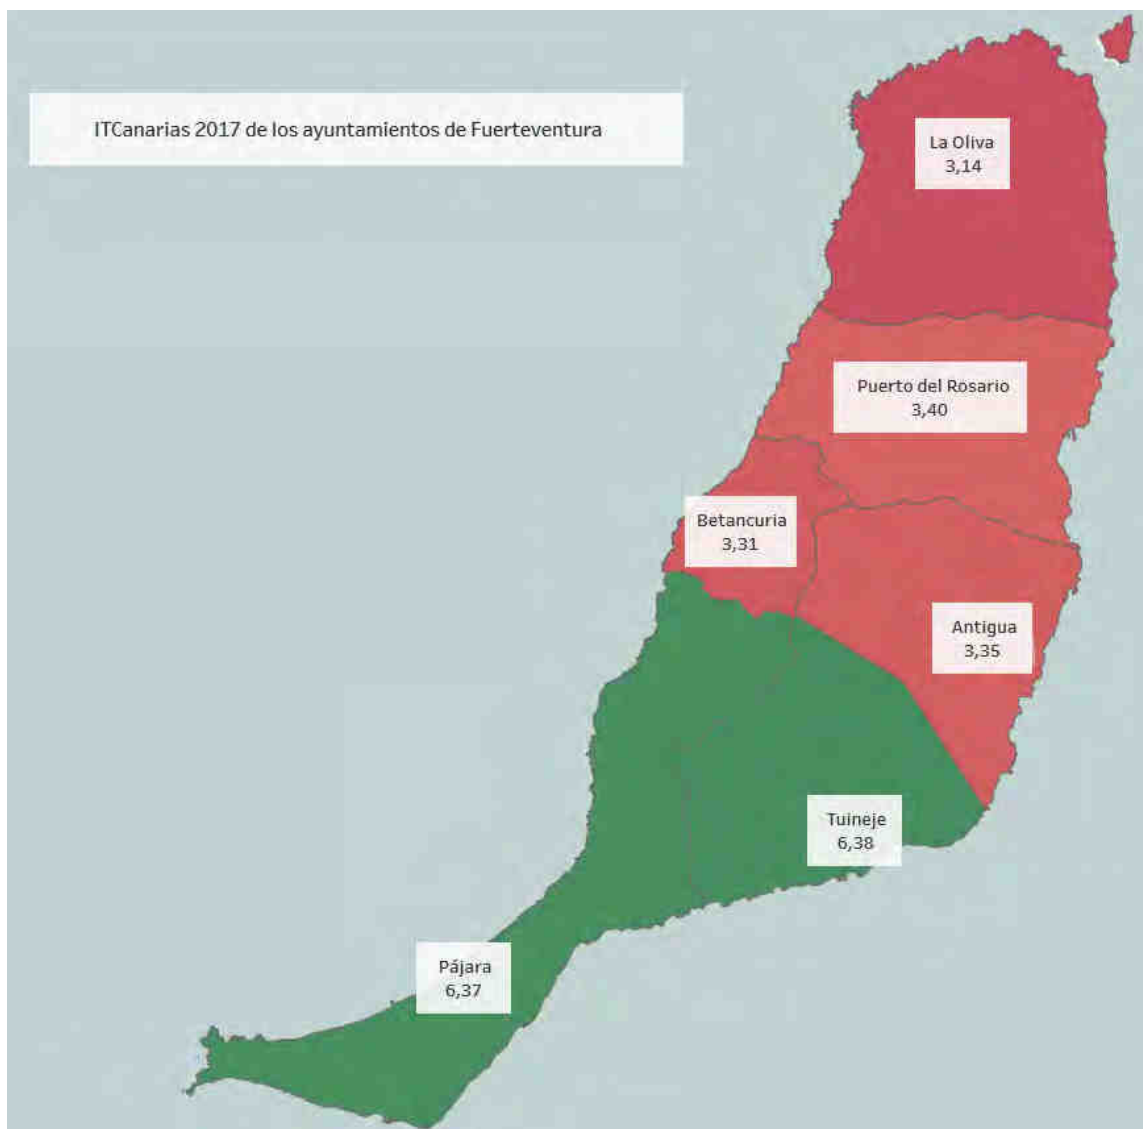 ITCanarias 2017 de los ayuntamientos de Fuerteventura
La Oliva
3,14
Puerto del Rosario
3,40
Betancuria
3,31
Antigua
3,35
Tuineje
6,38
Pájara
6,37